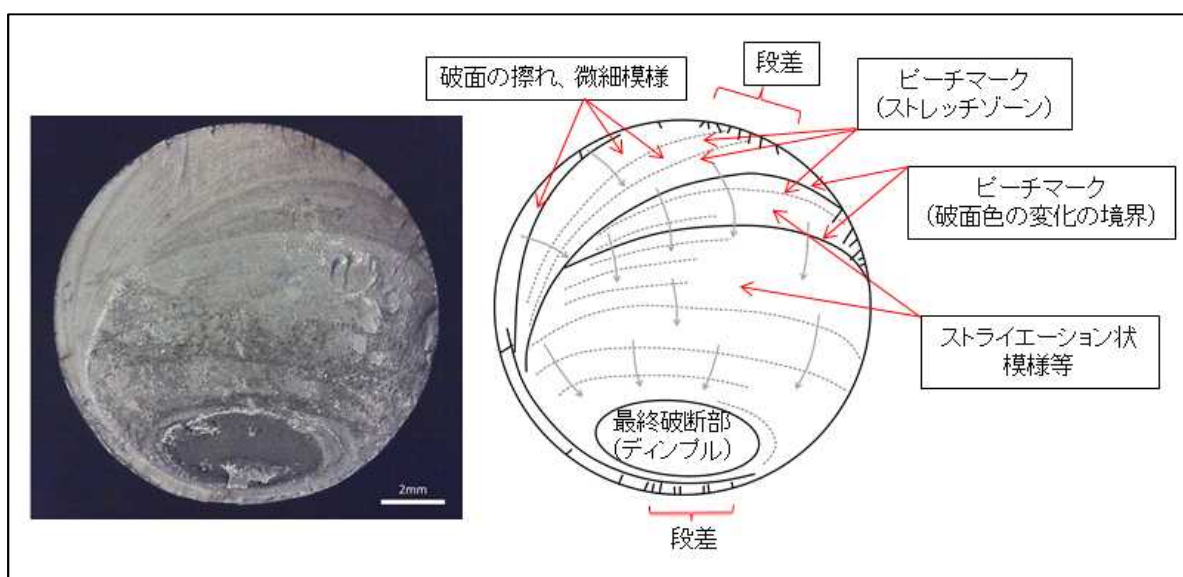 破面の擦れ、微細模様
段差
ビーチマーク
(ストレッチゾーン)
ビーチマーク
(破面色の変化の境界)
ストライエーション状
模様等
最終破断部
(ディンプル)
2mm
段差